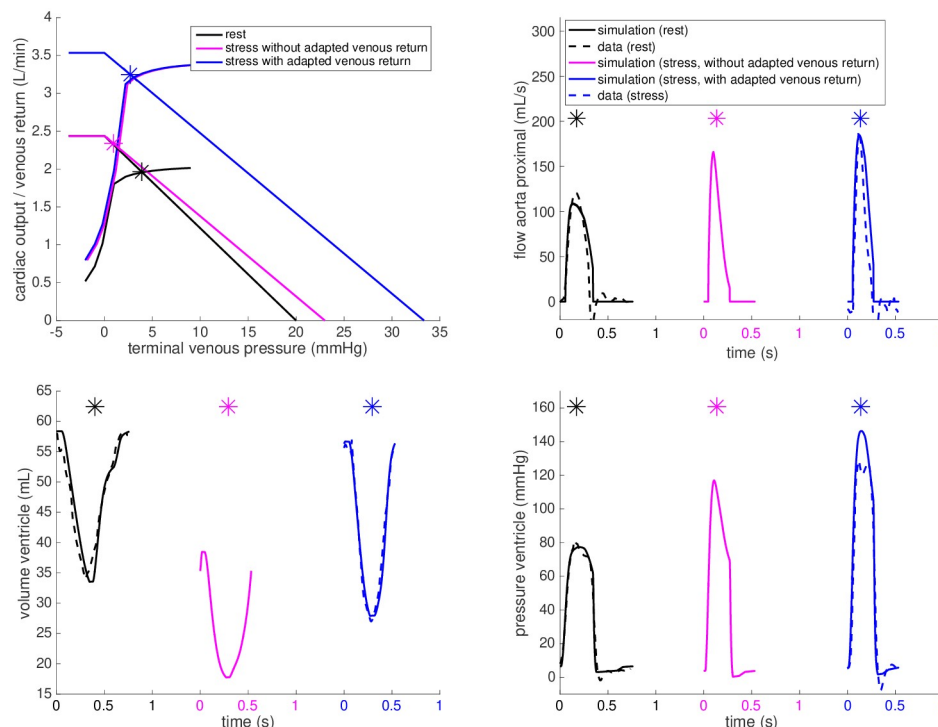 4
3.5
3
2.5
2
1.5
1
0.5
0
cardiac output / venous return (L/min)
rest
stress without adapted venous return
stress with adapted venous return
-5 0 5 10 15 20 25 30 35
terminal venous pressure (mmHg)
300
250
200
150
100
50
0
flow aorta proximal (mL/s)
simulation (rest)
data (rest)
simulation (stress, without adapted venous return)
simulation (stress, with adapted venous return)
data (stress)
0 0.5 1 0 0.5 1 0 0.5
time (s)
65
60
55
50
45
40
35
30
25
20
15
volume ventricle (mL)
0 0.5 1 0 0.5 1 0 0.5 1
time (s)
160
140
120
100
80
60
40
20
0
pressure ventricle (mmHg)
0 0.5 1 0 0.5 1 0 0.5
time (s)